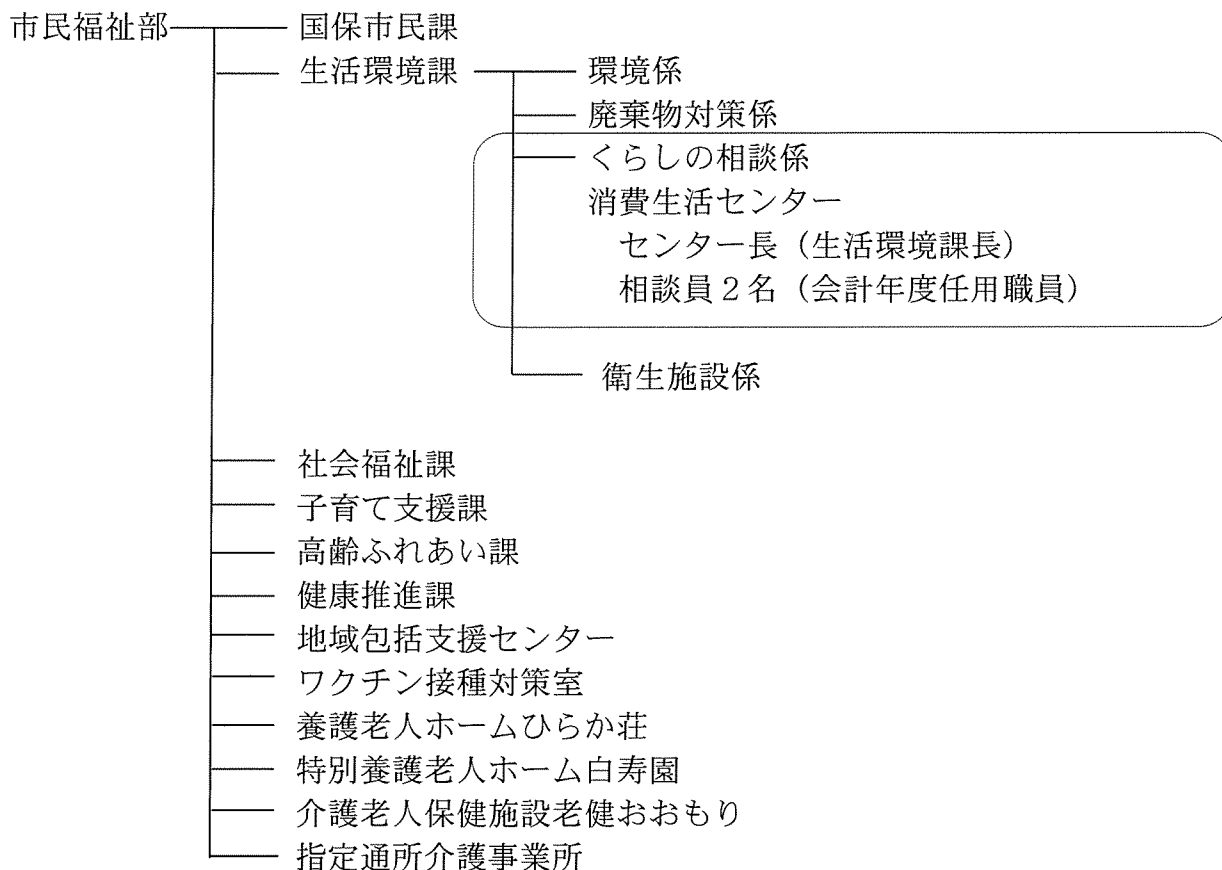 市民福祉部
国保市民課
生活環境課
環境係
廃棄物対策係
くらしの相談係
消費生活センター
センター長（生活環境課長）
相談員２名（会計年度任用職員）
衛生施設係
社会福祉課
子育て支援課
高齢ふれあい課
健康推進課
地域包括支援センター
ワクチン接種対策室
養護老人ホームひらか荘
特別養護老人ホーム白寿園
介護老人保健施設老健おおもり
指定通所介護事業所